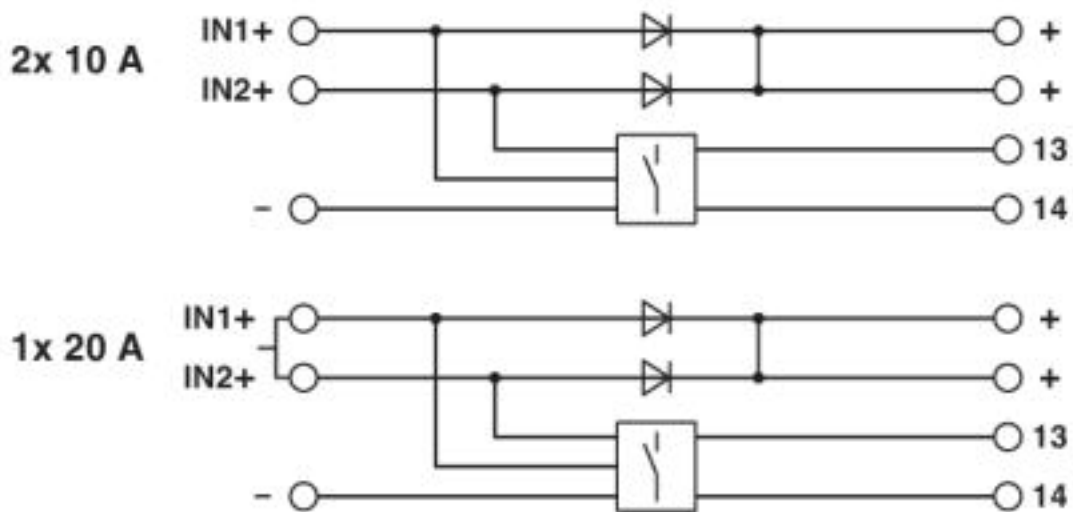 IN1+ +
2x 10 A
IN2+ +
13
– 14
IN1+ +
1x 20 A
IN2+ +
13
– 14